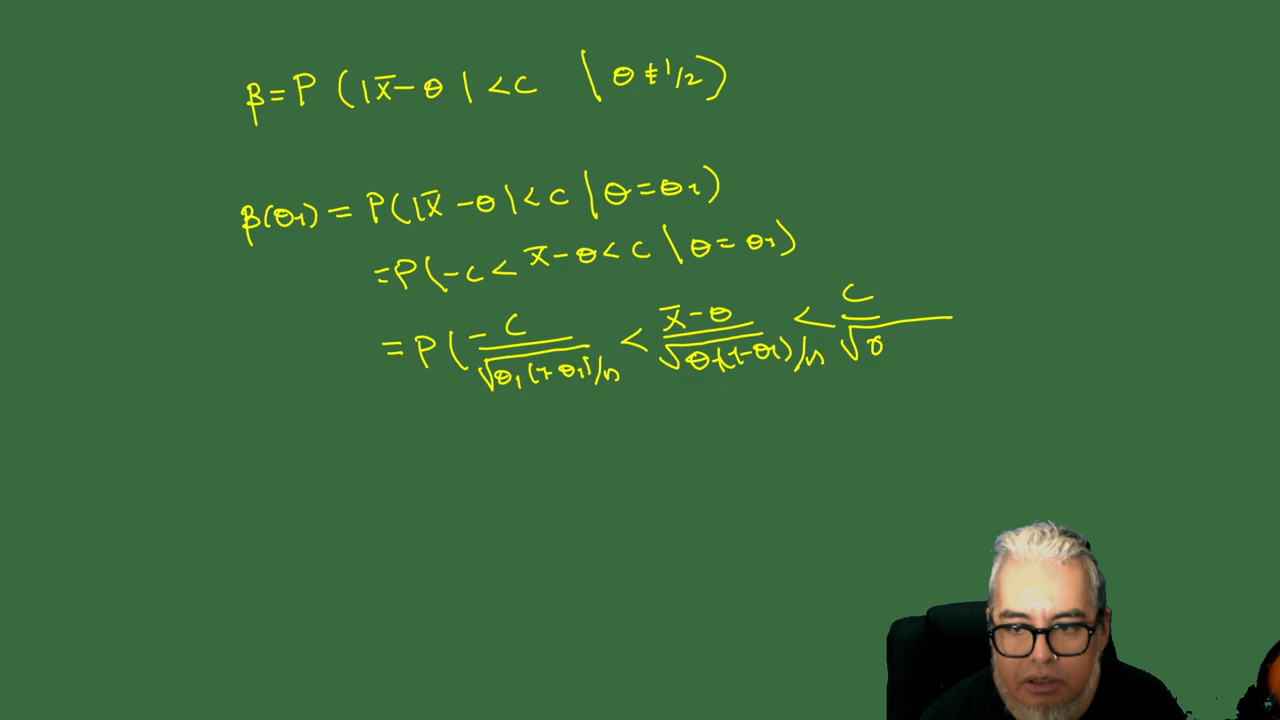 β = P ( |x̄ − θ| < c | θ ≠ 1/2 )
β(θ₁) = P( |x̄ − θ| < c | θ = θ₁ )
= P( −c < x̄ − θ < c | θ = θ₁ )
= P( −c / √θ₁(1−θ₁)/n < x̄ − θ / √θ₁(1−θ₁)/n < c / √θ